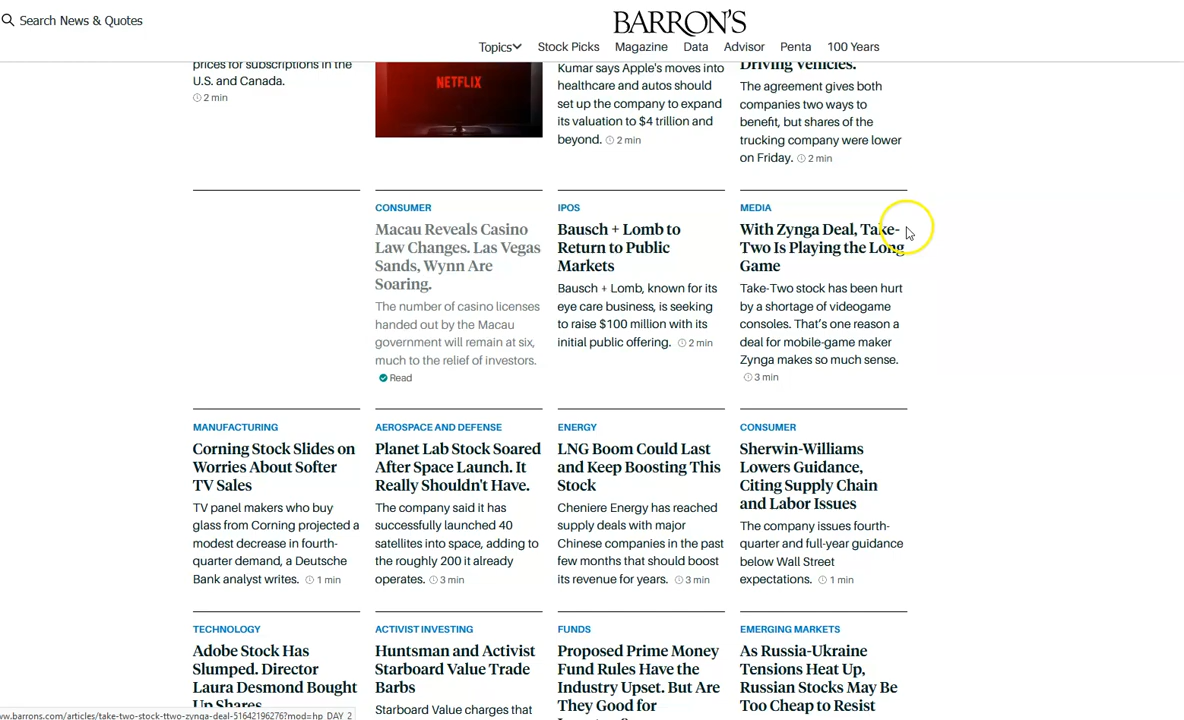 Search News & Quotes
BARRON'S
Topics
Stock Picks
Magazine
Data
Advisor
Penta
100 Years
prices for subscriptions in the
U.S. and Canada.
2 min
NETFLIX
Kumar says Apple's moves into
healthcare and autos should
set up the company to expand
its valuation to $4 trillion and
beyond. 2 min
Driving Vehicles.
The agreement gives both
companies two ways to
benefit, but shares of the
trucking company were lower
on Friday. 2 min
CONSUMER
Macau Reveals Casino
Law Changes. Las Vegas
Sands, Wynn Are
Soaring.
The number of casino licenses
handed out by the Macau
government will remain at six,
much to the relief of investors.
Read
IPOS
Bausch + Lomb to
Return to Public
Markets
Bausch + Lomb, known for its
eye care business, is seeking
to raise $100 million with its
initial public offering. 2 min
MEDIA
With Zynga Deal, Take-
Two Is Playing the Long
Game
Take-Two stock has been hurt
by a shortage of videogame
consoles. That's one reason a
deal for mobile-game maker
Zynga makes so much sense.
3 min
MANUFACTURING
Corning Stock Slides on
Worries About Softer
TV Sales
TV panel makers who buy
glass from Corning projected a
modest decrease in fourth-
quarter demand, a Deutsche
Bank analyst writes. 1 min
AEROSPACE AND DEFENSE
Planet Lab Stock Soared
After Space Launch. It
Really Shouldn't Have.
The company said it has
successfully launched 40
satellites into space, adding to
the roughly 200 it already
operates. 3 min
ENERGY
LNG Boom Could Last
and Keep Boosting This
Stock
Cheniere Energy has reached
supply deals with major
Chinese companies in the past
few months that should boost
its revenue for years. 3 min
CONSUMER
Sherwin-Williams
Lowers Guidance,
Citing Supply Chain
and Labor Issues
The company issues fourth-
quarter and full-year guidance
below Wall Street
expectations. 1 min
TECHNOLOGY
Adobe Stock Has
Slumped. Director
Laura Desmond Bought
Up Shares.
ACTIVIST INVESTING
Huntsman and Activist
Starboard Value Trade
Barbs
Starboard Value charges that
FUNDS
Proposed Prime Money
Fund Rules Have the
Industry Upset. But Are
They Good for
EMERGING MARKETS
As Russia-Ukraine
Tensions Heat Up,
Russian Stocks May Be
Too Cheap to Resist
w.barrons.com/articles/take-two-stock-ttwo-zynga-deal-51642196276?mod=hp_DAY_2